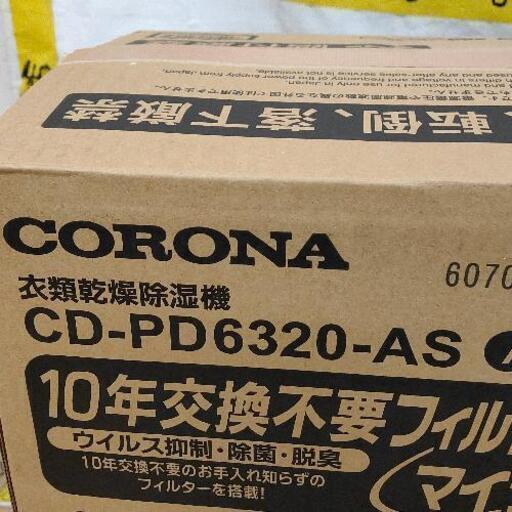 転倒、落下厳禁
CORONA
6070
衣類乾燥除湿機
CD-PD6320-AS
10年交換不要フィル
ウイルス抑制・除菌・脱臭
10年交換不要のお手入れ知らずの
フィルターを搭載!
マイ